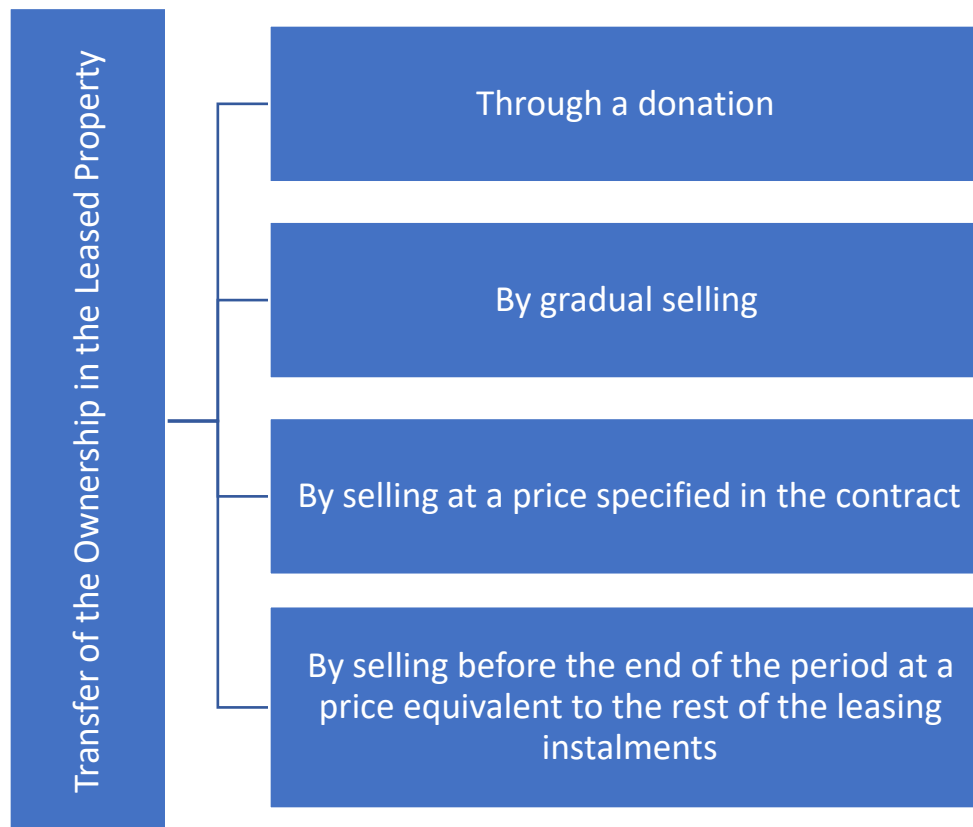 Transfer of the Ownership in the Leased Property
Through a donation
By gradual selling
By selling at a price specified in the contract
By selling before the end of the period at a
price equivalent to the rest of the leasing
instalments